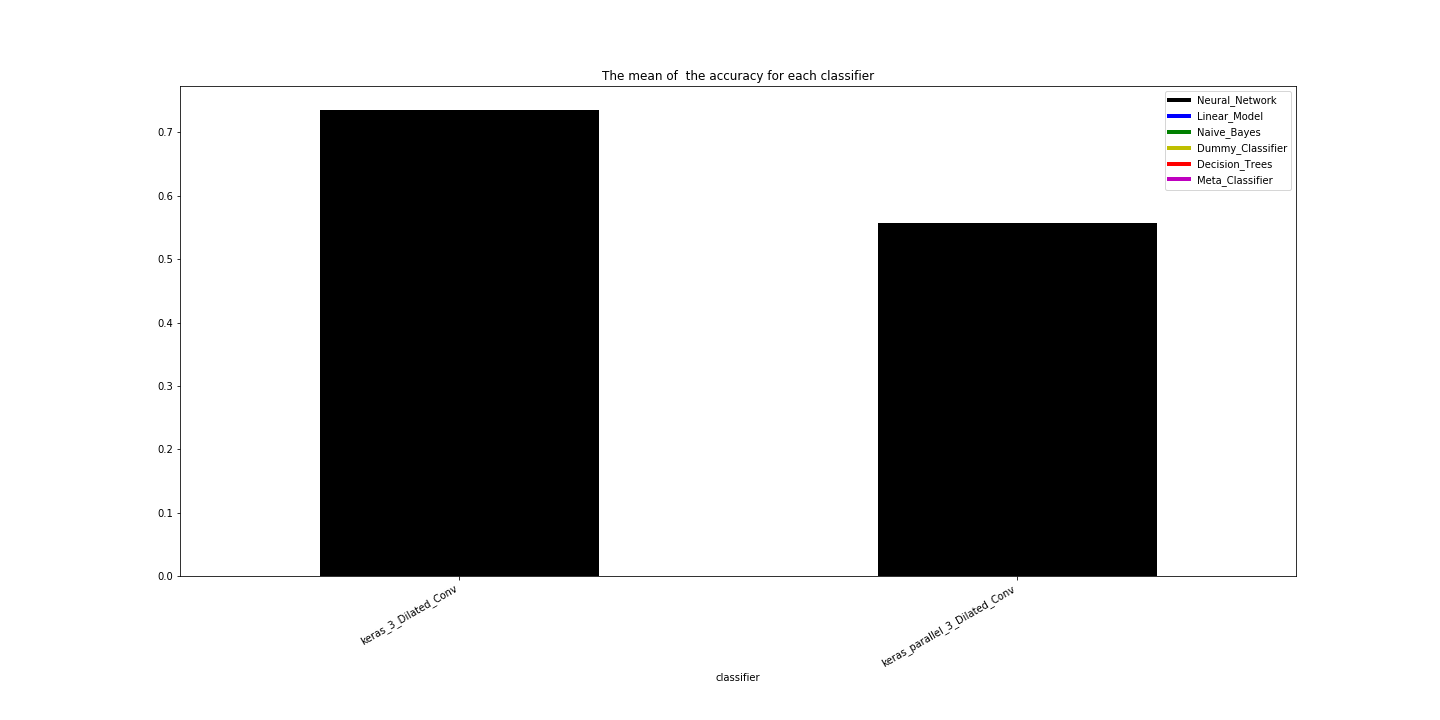 The mean of  the accuracy for each classifier
Neural_Network
Linear_Model
Naive_Bayes
Dummy_Classifier
Decision_Trees
Meta_Classifier
0.7
0.6
0.5
0.4
0.3
0.2
0.1
0.0
keras_3_Dilated_Conv
keras_parallel_3_Dilated_Conv
classifier